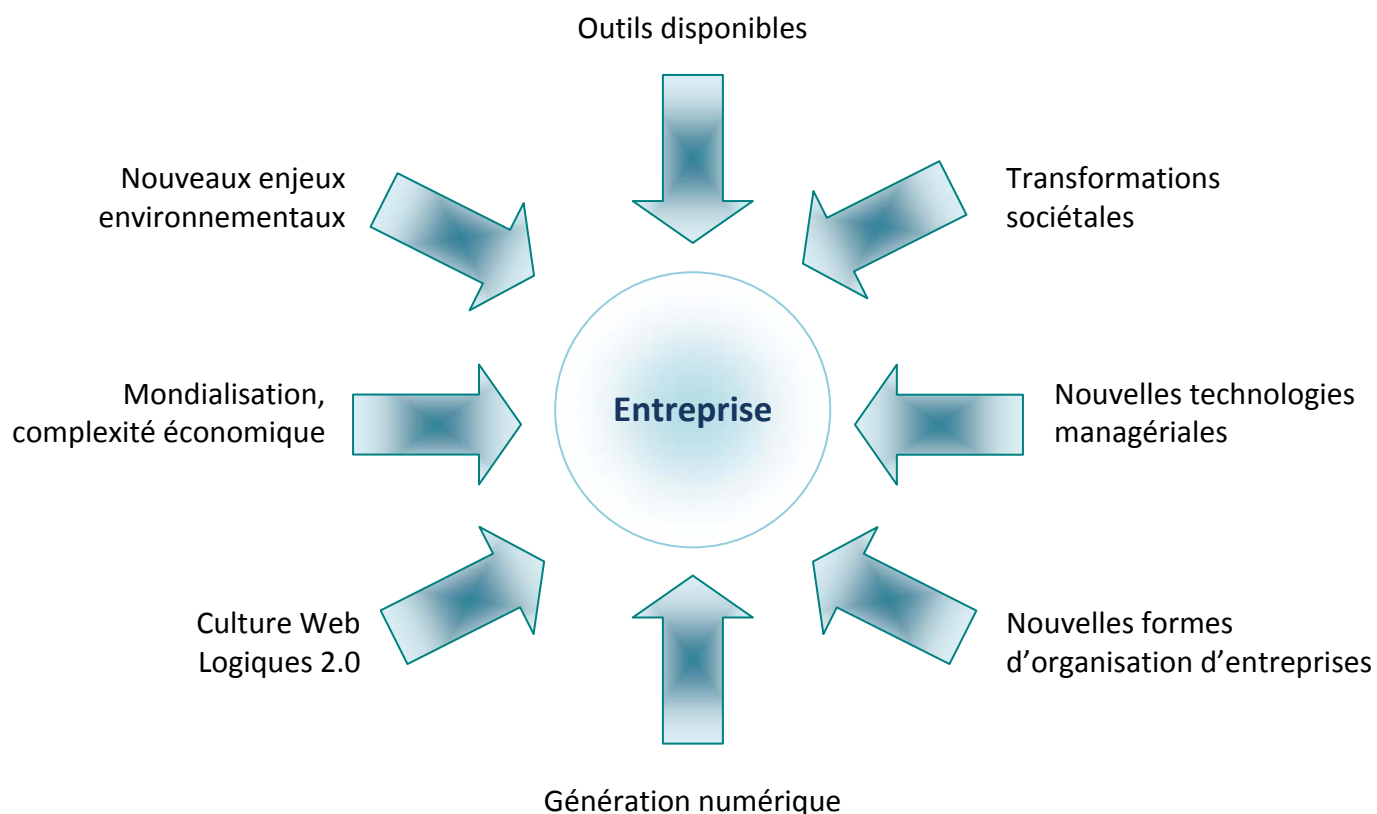 Outils disponibles
Nouveaux enjeux
environnementaux
Transformations
sociétales
Mondialisation,
complexité économique
Entreprise
Nouvelles technologies
managériales
Culture Web
Logiques 2.0
Nouvelles formes
d’organisation d’entreprises
Génération numérique